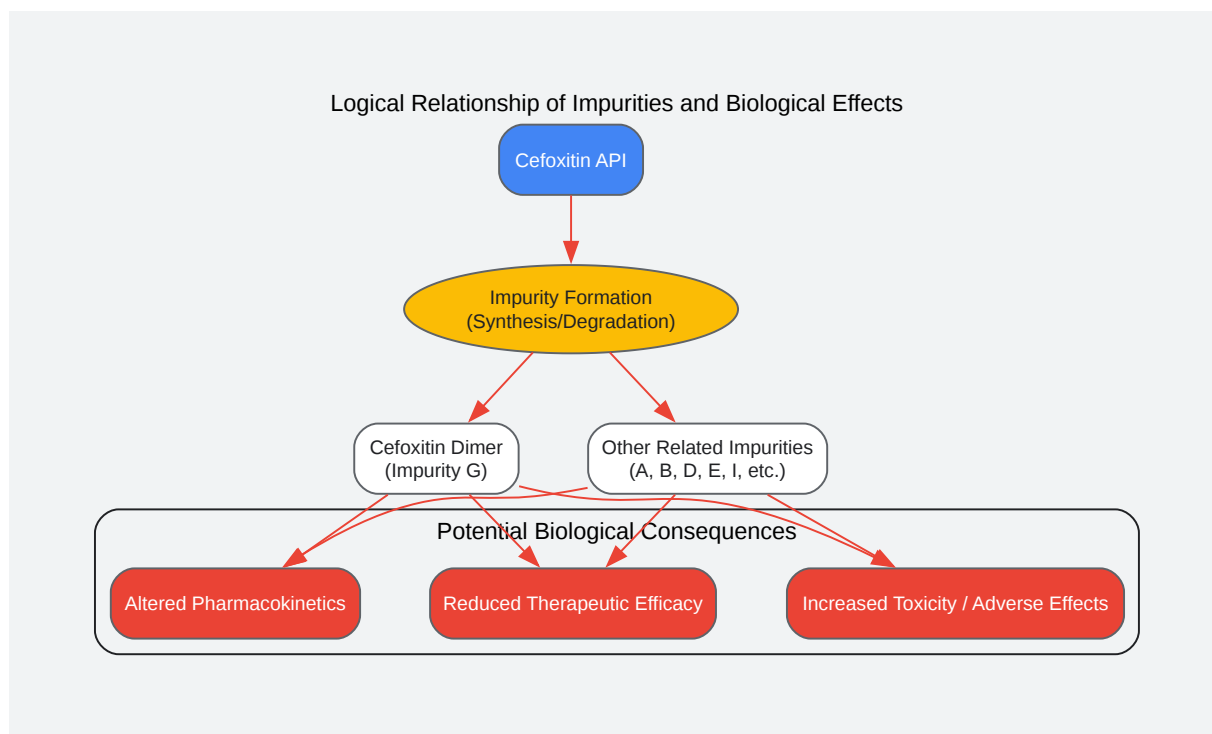 Logical Relationship of Impurities and Biological Effects
Cefoxitin API
Impurity Formation
(Synthesis/Degradation)
Cefoxitin Dimer
(Impurity G)
Other Related Impurities
(A, B, D, E, I, etc.)
Potential Biological Consequences
Altered Pharmacokinetics
Reduced Therapeutic Efficacy
Increased Toxicity / Adverse Effects